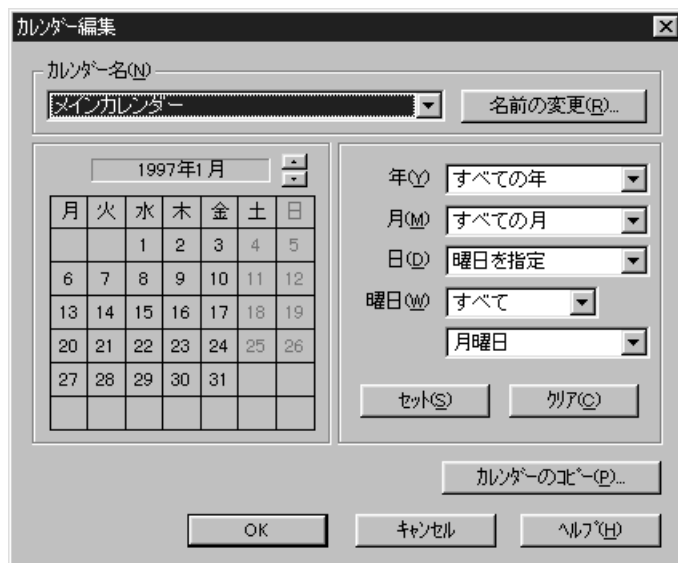 ｶﾚﾝﾀﾞｰ編集
ｶﾚﾝﾀﾞｰ名(N)
メインカレンダー
名前の変更(R)...
1997年1月
月 火 水 木 金 土 日
1 2 3 4 5
6 7 8 9 10 11 12
13 14 15 16 17 18 19
20 21 22 23 24 25 26
27 28 29 30 31
年(Y) すべての年
月(M) すべての月
日(D) 曜日を指定
曜日(W) すべて
月曜日
ｾｯﾄ(S) ｸﾘｱ(C)
ｶﾚﾝﾀﾞｰのｺﾋﾟｰ(P)...
OK ｷｬﾝｾﾙ ﾍﾙﾌﾟ(H)